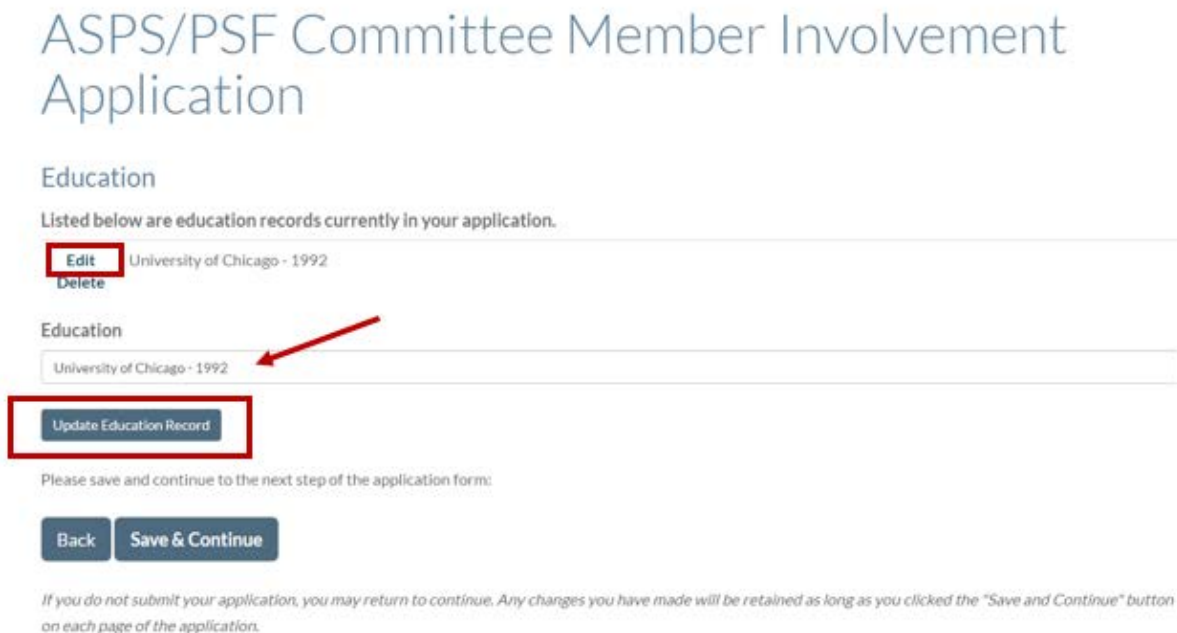 ASPS/PSF Committee Member Involvement
Application
Education
Listed below are education records currently in your application.
Edit University of Chicago - 1992
Delete
Education
University of Chicago - 1992
Update Education Record
Please save and continue to the next step of the application form:
Back Save & Continue
If you do not submit your application, you may return to continue. Any changes you have made will be retained as long as you clicked the "Save and Continue" button
on each page of the application.